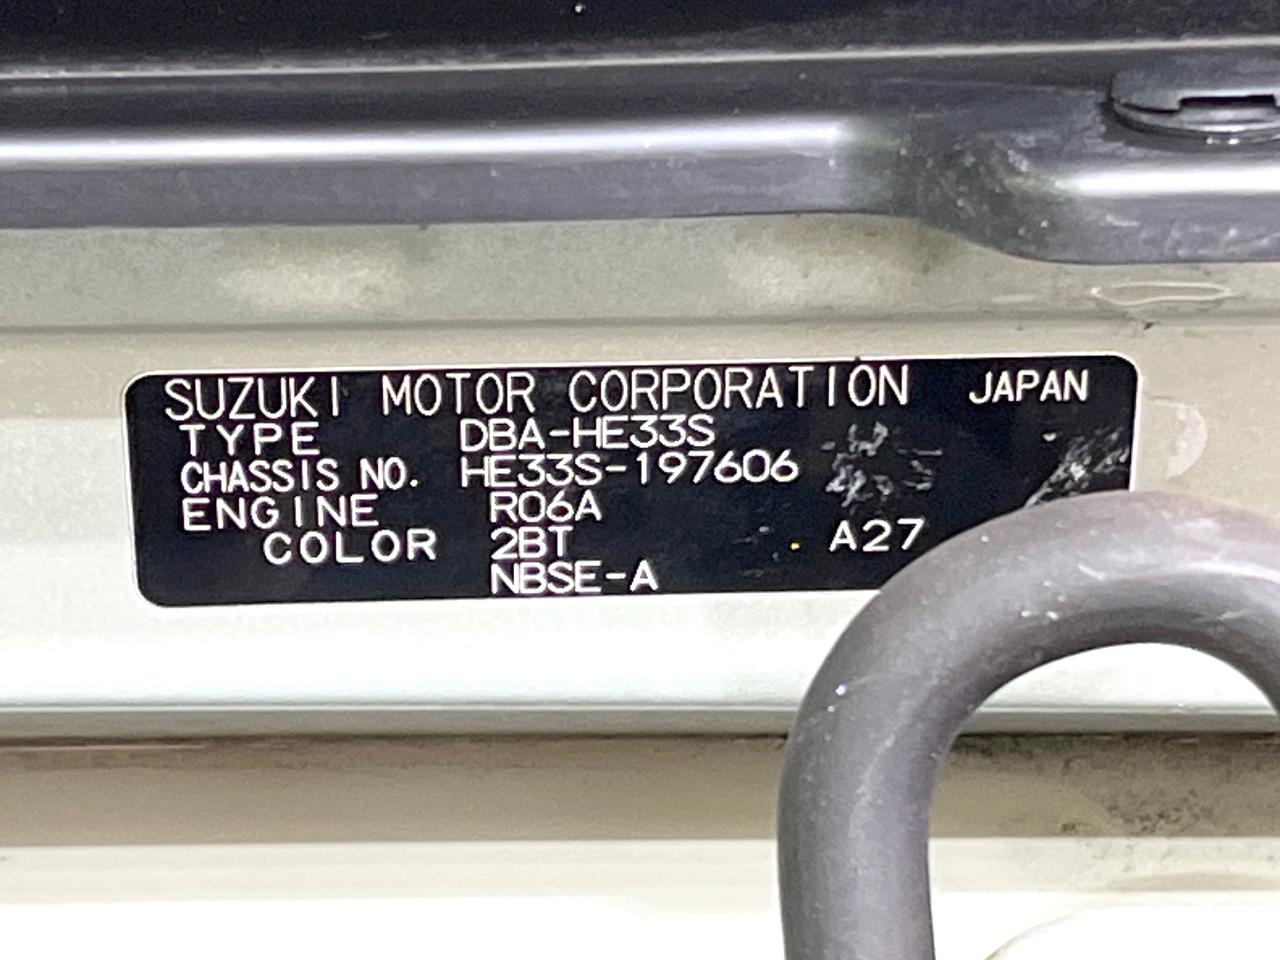 SUZUKI MOTOR CORPORATION JAPAN
TYPE DBA-HE33S
CHASSIS NO. HE33S-197606
ENGINE R06A
COLOR 2BT A27
NBSE-A